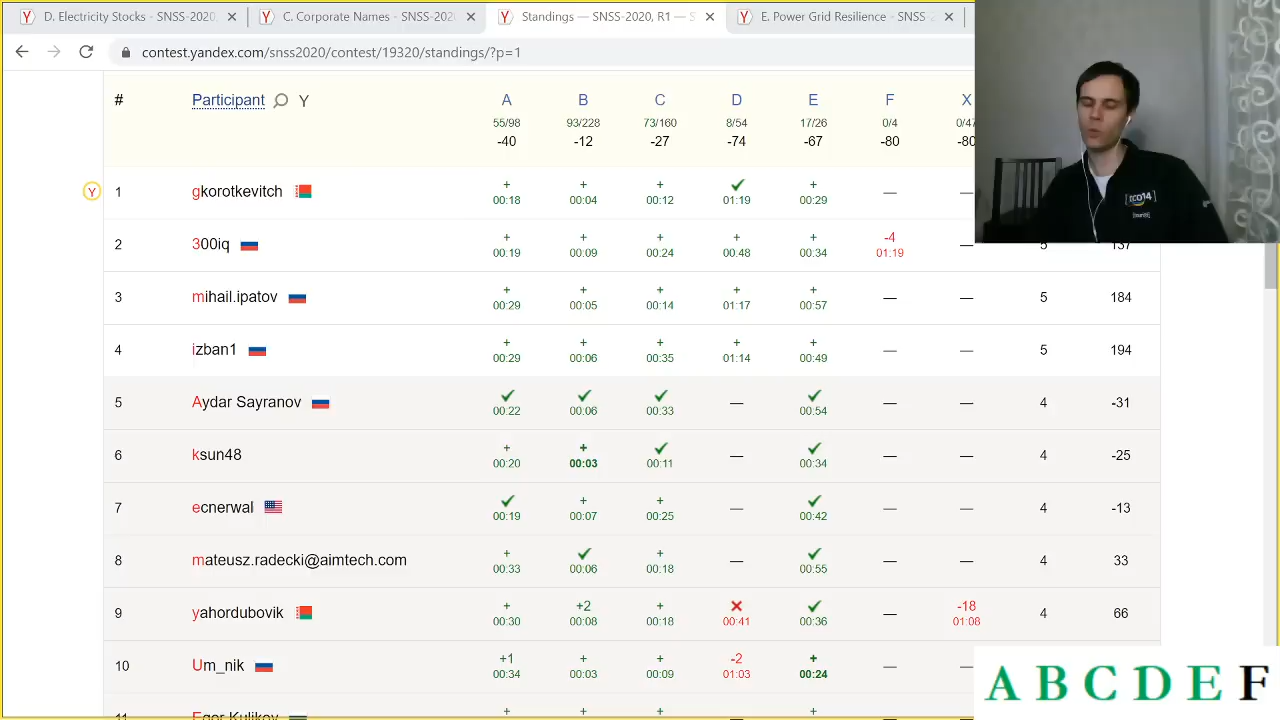 D. Electricity Stocks - SNSS-2020,
C. Corporate Names - SNSS-202
Standings — SNSS-2020, R1 — S
E. Power Grid Resilience - SNSS-2
contest.yandex.com/snss2020/contest/19320/standings/?p=1
# Participant Y A B C D E F X
55/98 93/228 73/160 8/54 17/26 0/4 0/47
-40 -12 -27 -74 -67 -80 -80
Y 1 gkorotkevitch + + + ✓ + — —
00:18 00:04 00:12 01:19 00:29
2 300iq + + + + + -4 — 5 137
00:19 00:09 00:24 00:48 00:34 01:19
3 mihail.ipatov + + + + + — — 5 184
00:29 00:05 00:14 01:17 00:57
4 izban1 + + + + + — — 5 194
00:29 00:06 00:35 01:14 00:49
5 Aydar Sayranov ✓ ✓ ✓ — ✓ — — 4 -31
00:22 00:06 00:33 00:54
6 ksun48 + + ✓ — ✓ — — 4 -25
00:20 00:03 00:11 00:34
7 ecnerwal ✓ + + — ✓ — — 4 -13
00:19 00:07 00:25 00:42
8 mateusz.radecki@aimtech.com + ✓ + — ✓ — — 4 33
00:33 00:06 00:18 00:55
9 yahordubovik + +2 + ✗ ✓ — -18 4 66
00:30 00:08 00:18 00:41 00:36 01:08
10 Um_nik +1 + + -2 + — —
00:34 00:03 00:09 01:03 00:24
11 Egor Kulikov + + + + +
[tco14]
ABCDEF